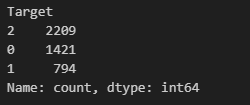 Target
2    2209
0    1421
1     794
Name: count, dtype: int64